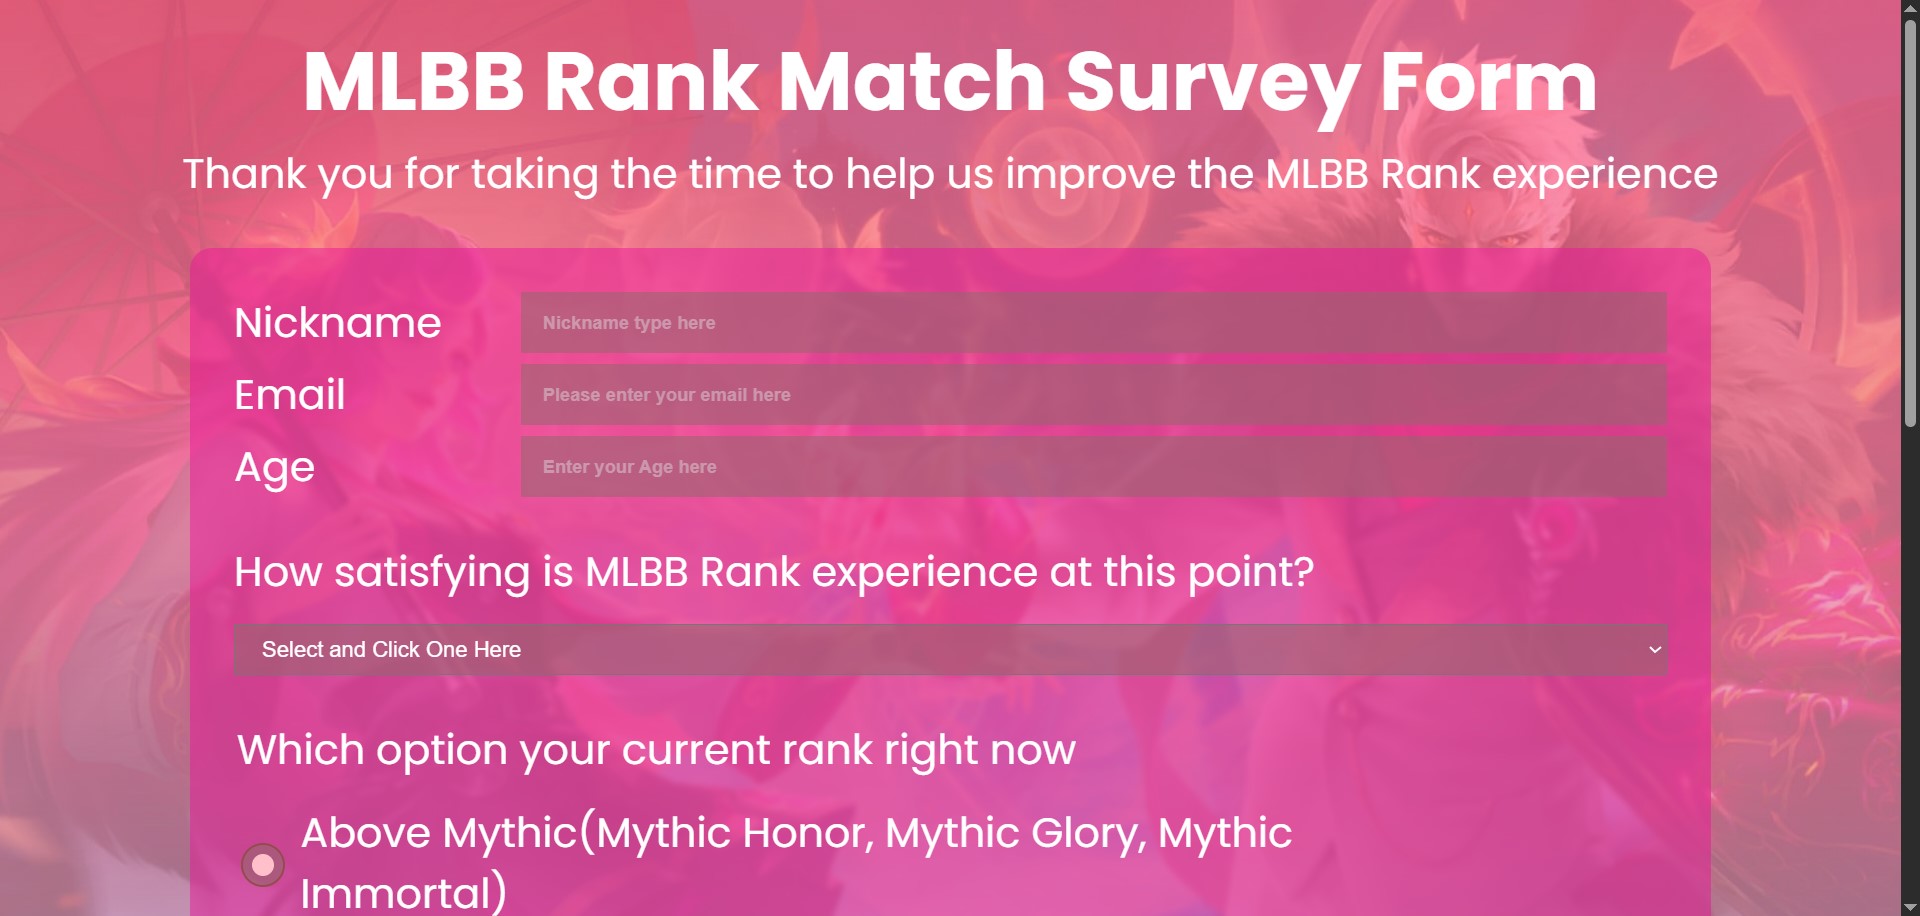 MLBB Rank Match Survey Form
Thank you for taking the time to help us improve the MLBB Rank experience
Nickname
Nickname type here
Email
Please enter your email here
Age
Enter your Age here
How satisfying is MLBB Rank experience at this point?
Select and Click One Here
Which option your current rank right now
Above Mythic(Mythic Honor, Mythic Glory, Mythic
Immortal)